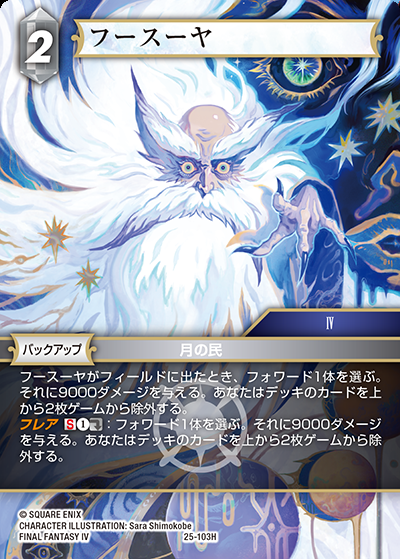 2
フースーヤ
Ⅳ
バックアップ
月の民
フースーヤがフィールドに出たとき、フォワード1体を選ぶ。
それに9000ダメージを与える。あなたはデッキのカードを上
から2枚ゲームから除外する。
フレア S1:フォワード1体を選ぶ。それに9000ダメージ
を与える。あなたはデッキのカードを上から2枚ゲームから除
外する。
© SQUARE ENIX
CHARACTER ILLUSTRATION: Sara Shimokobe
FINAL FANTASY IV
25-103H